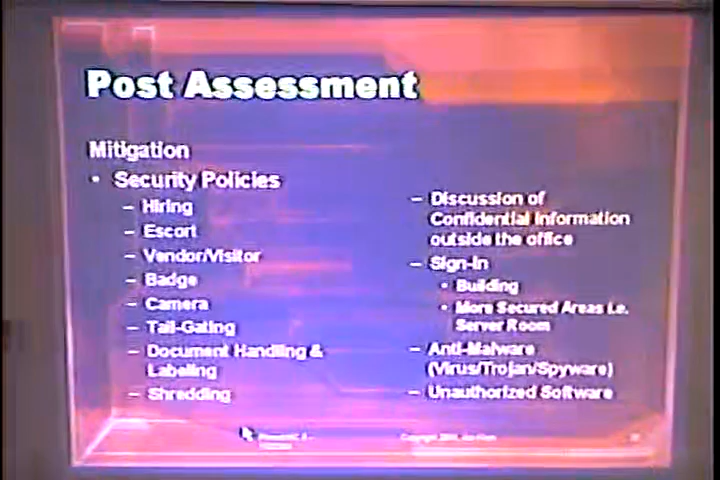 Post Assessment
Mitigation
• Security Policies
– Hiring
– Escort
– Vendor/Visitor
– Badge
– Camera
– Tail-Gating
– Document Handling &
Labeling
– Shredding
– Discussion of
Confidential Information
outside the office
– Sign-In
• Building
• More Secured Areas i.e.
Server Room
– Anti-Malware
(Virus/Trojan/Spyware)
– Unauthorized Software
Copyright